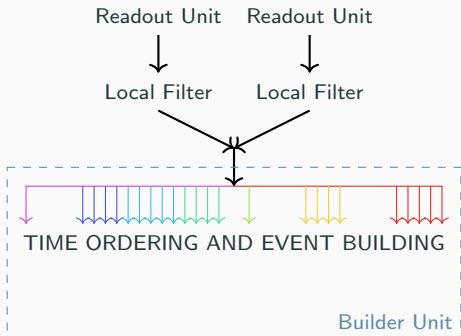 Readout Unit Readout Unit
Local Filter Local Filter
TIME ORDERING AND EVENT BUILDING
Builder Unit